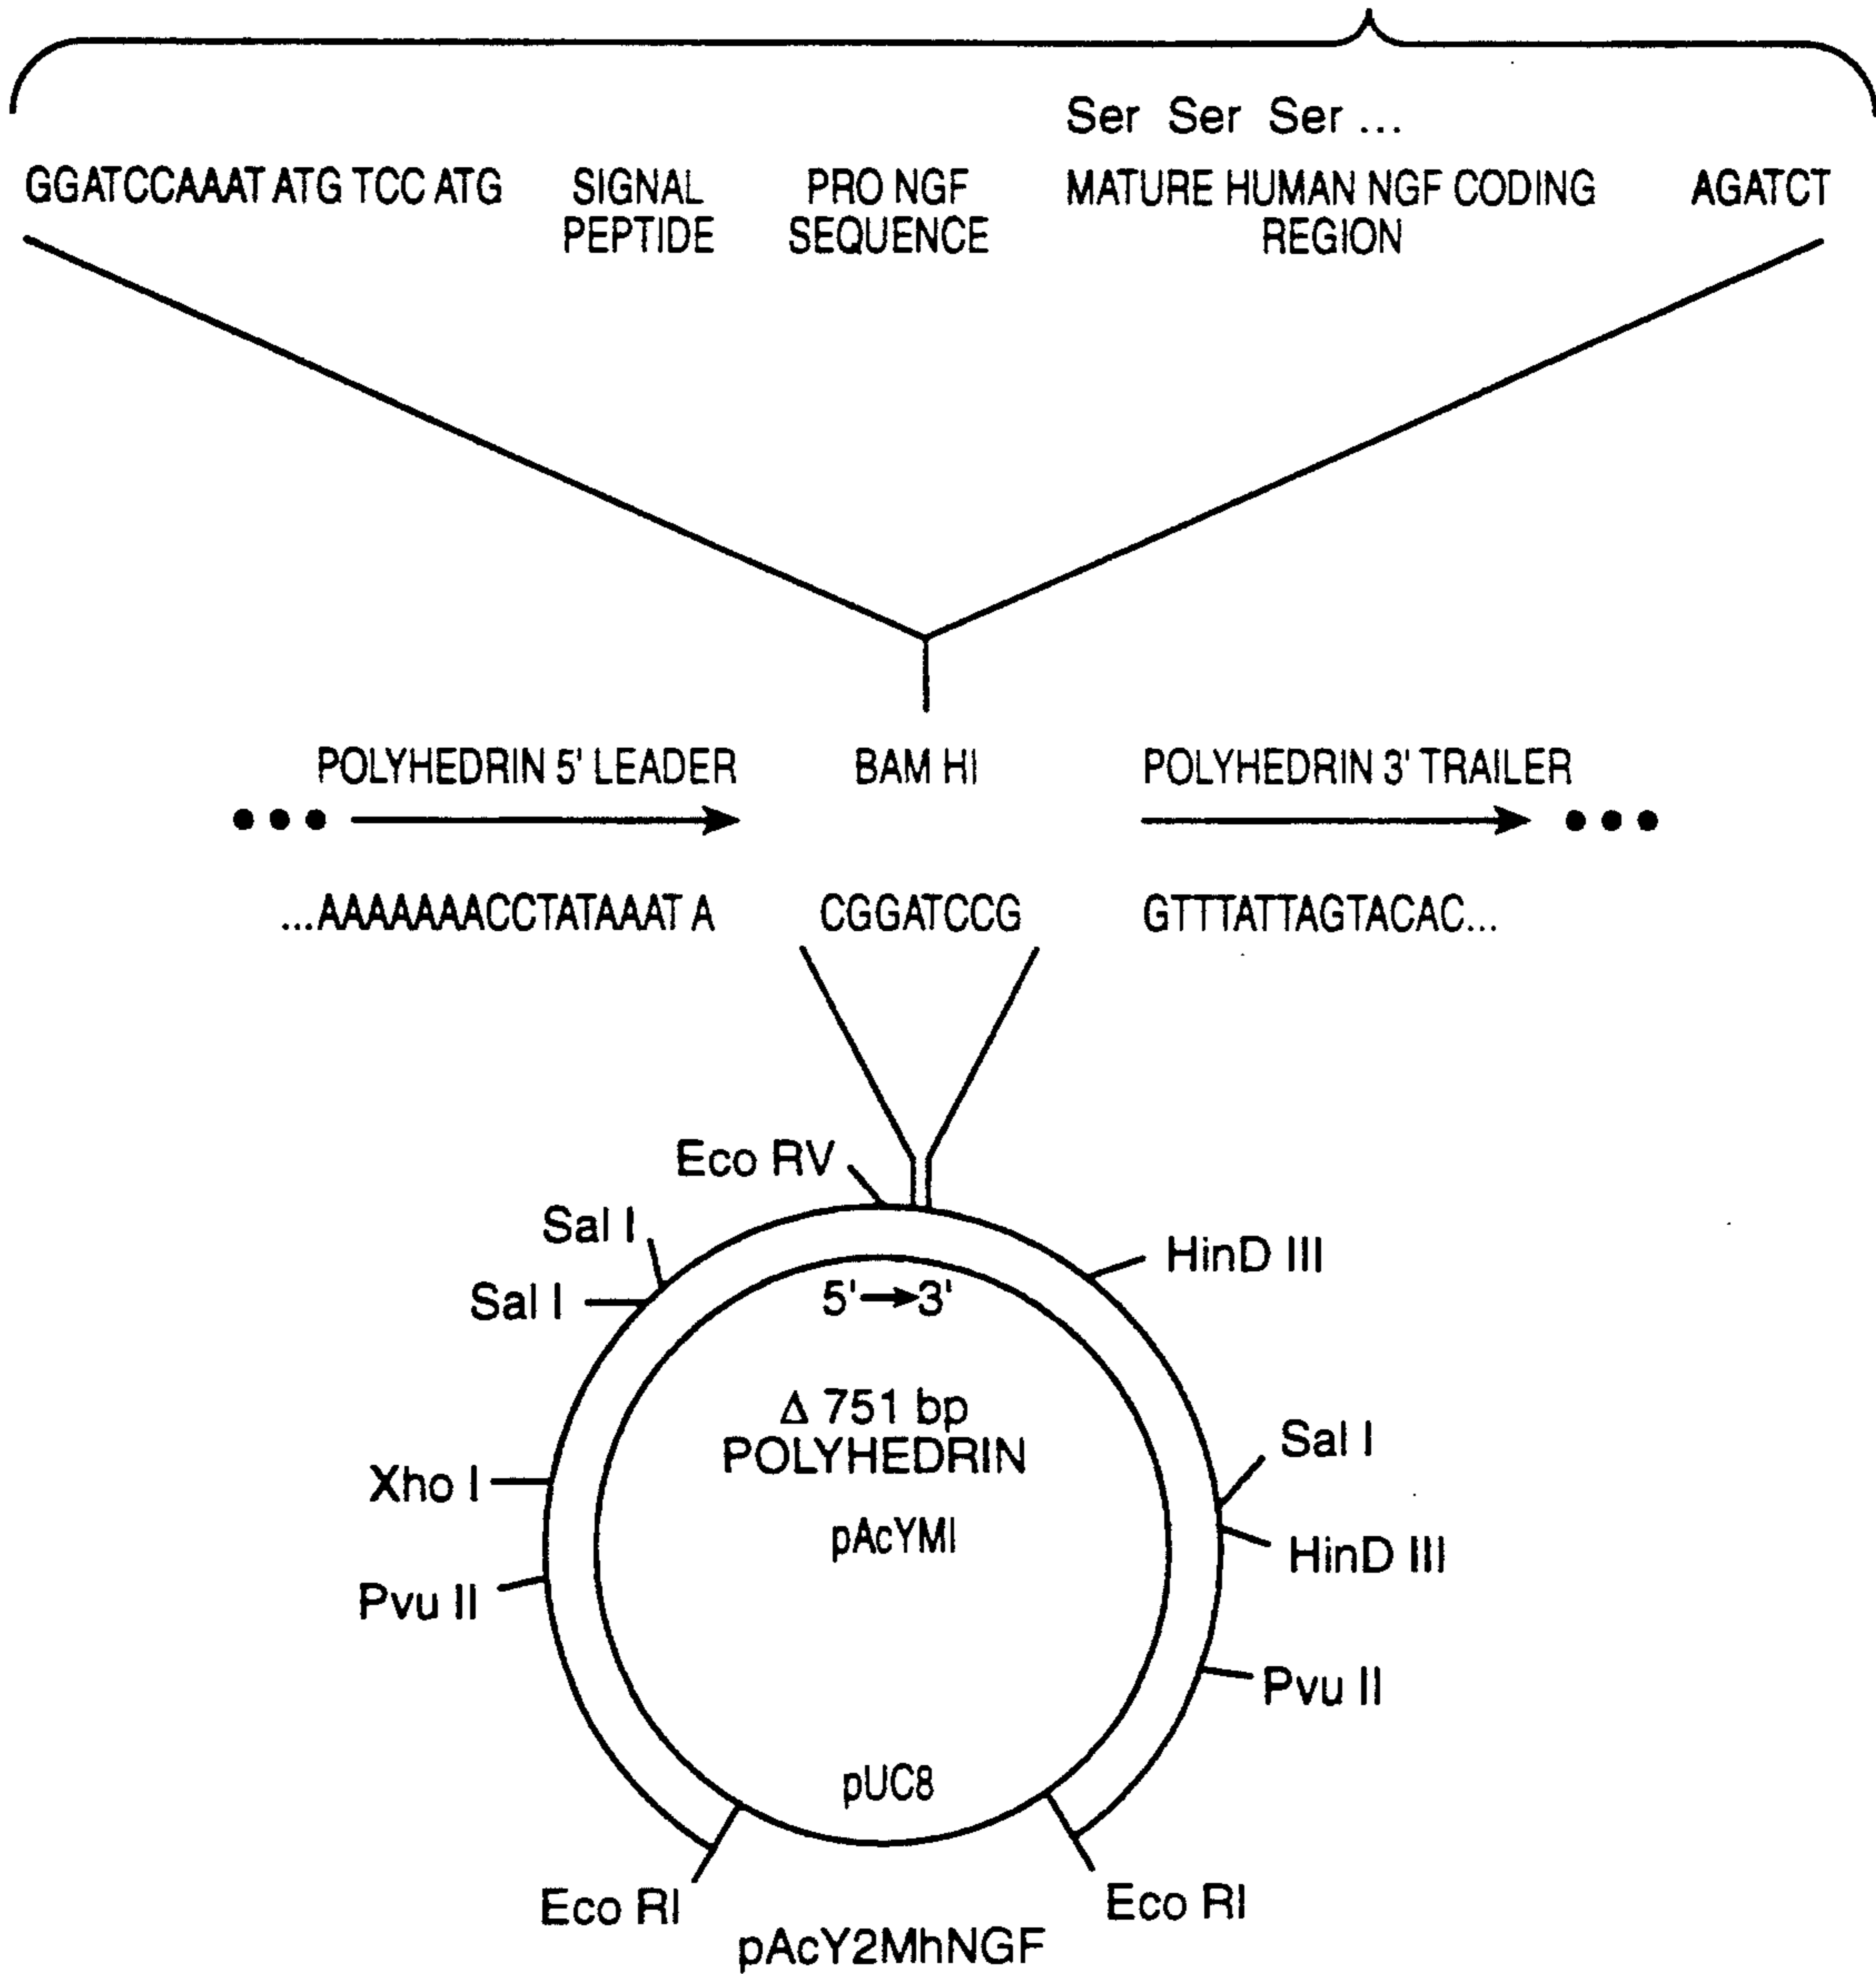 Ser Ser Ser ...
GGATCCAAAT ATG TCC ATG SIGNAL PEPTIDE PRO NGF SEQUENCE MATURE HUMAN NGF CODING REGION AGATCT
POLYHEDRIN 5' LEADER BAM HI POLYHEDRIN 3' TRAILER
...AAAAAAACCTATAAAT A CGGATCCG GTTTATTAGTACAC...
Eco RV
Sal I
HinD III
Sal I
5' → 3'
Δ 751 bp
POLYHEDRIN
Sal I
Xho I
pAcYMI
HinD III
Pvu II
Pvu II
pUC8
Eco RI
Eco RI
pAcY2MhNGF